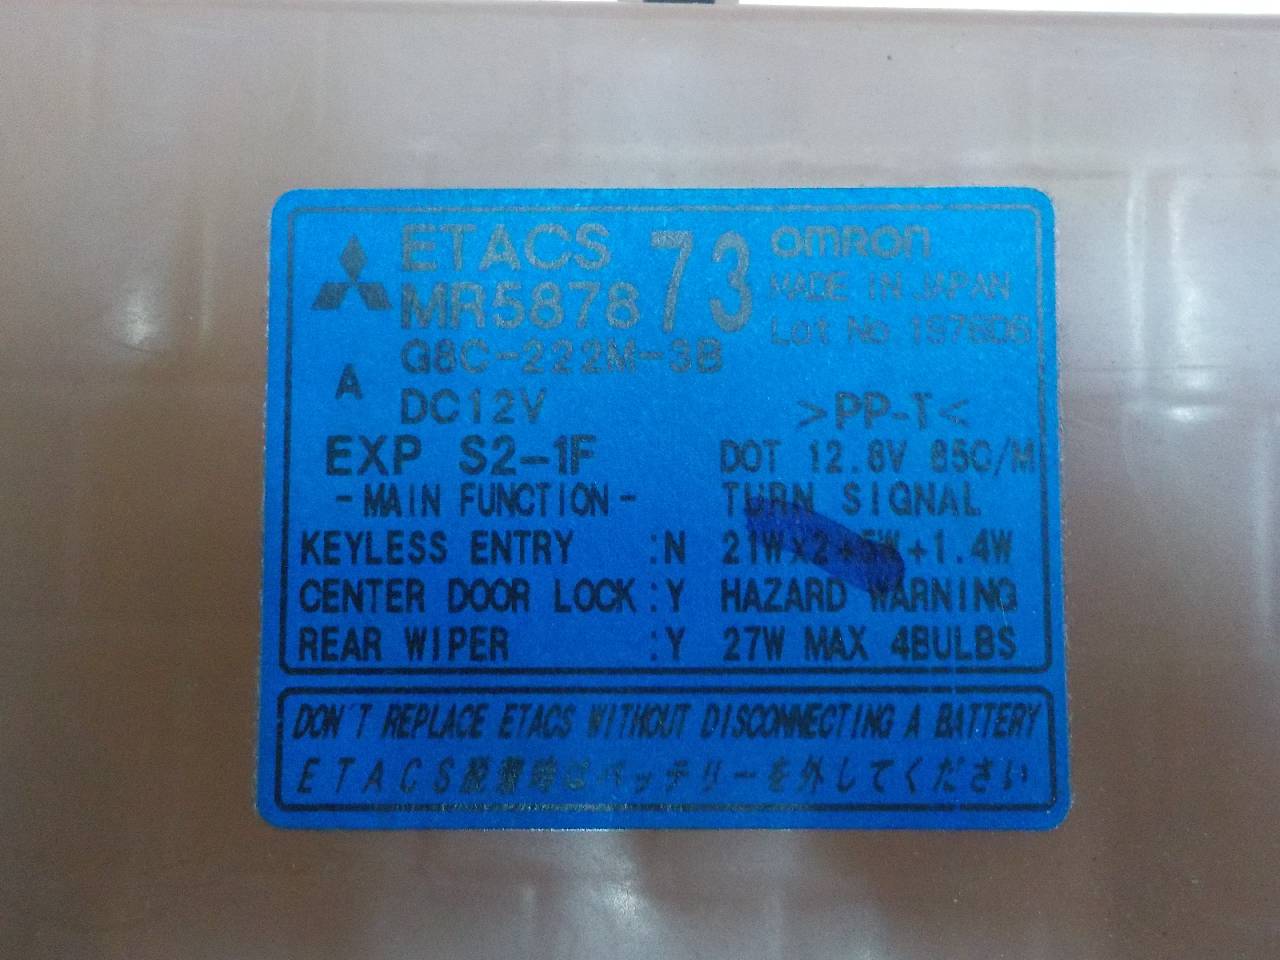 ETACS 73 OMRON
MR5878 MADE IN JAPAN
Lot No.
G8C-222M-3B
A
DC12V >PP-T<
EXP S2-1F DOT 12.8V 85C/M
-MAIN FUNCTION- TURN SIGNAL
KEYLESS ENTRY :N 21W×2+5W+1.4W
CENTER DOOR LOCK:Y HAZARD WARNING
REAR WIPER :Y 27W MAX 4BULBS
DON'T REPLACE ETACS WITHOUT DISCONNECTING A BATTERY
ETACS脱着時はバッテリーを外してください